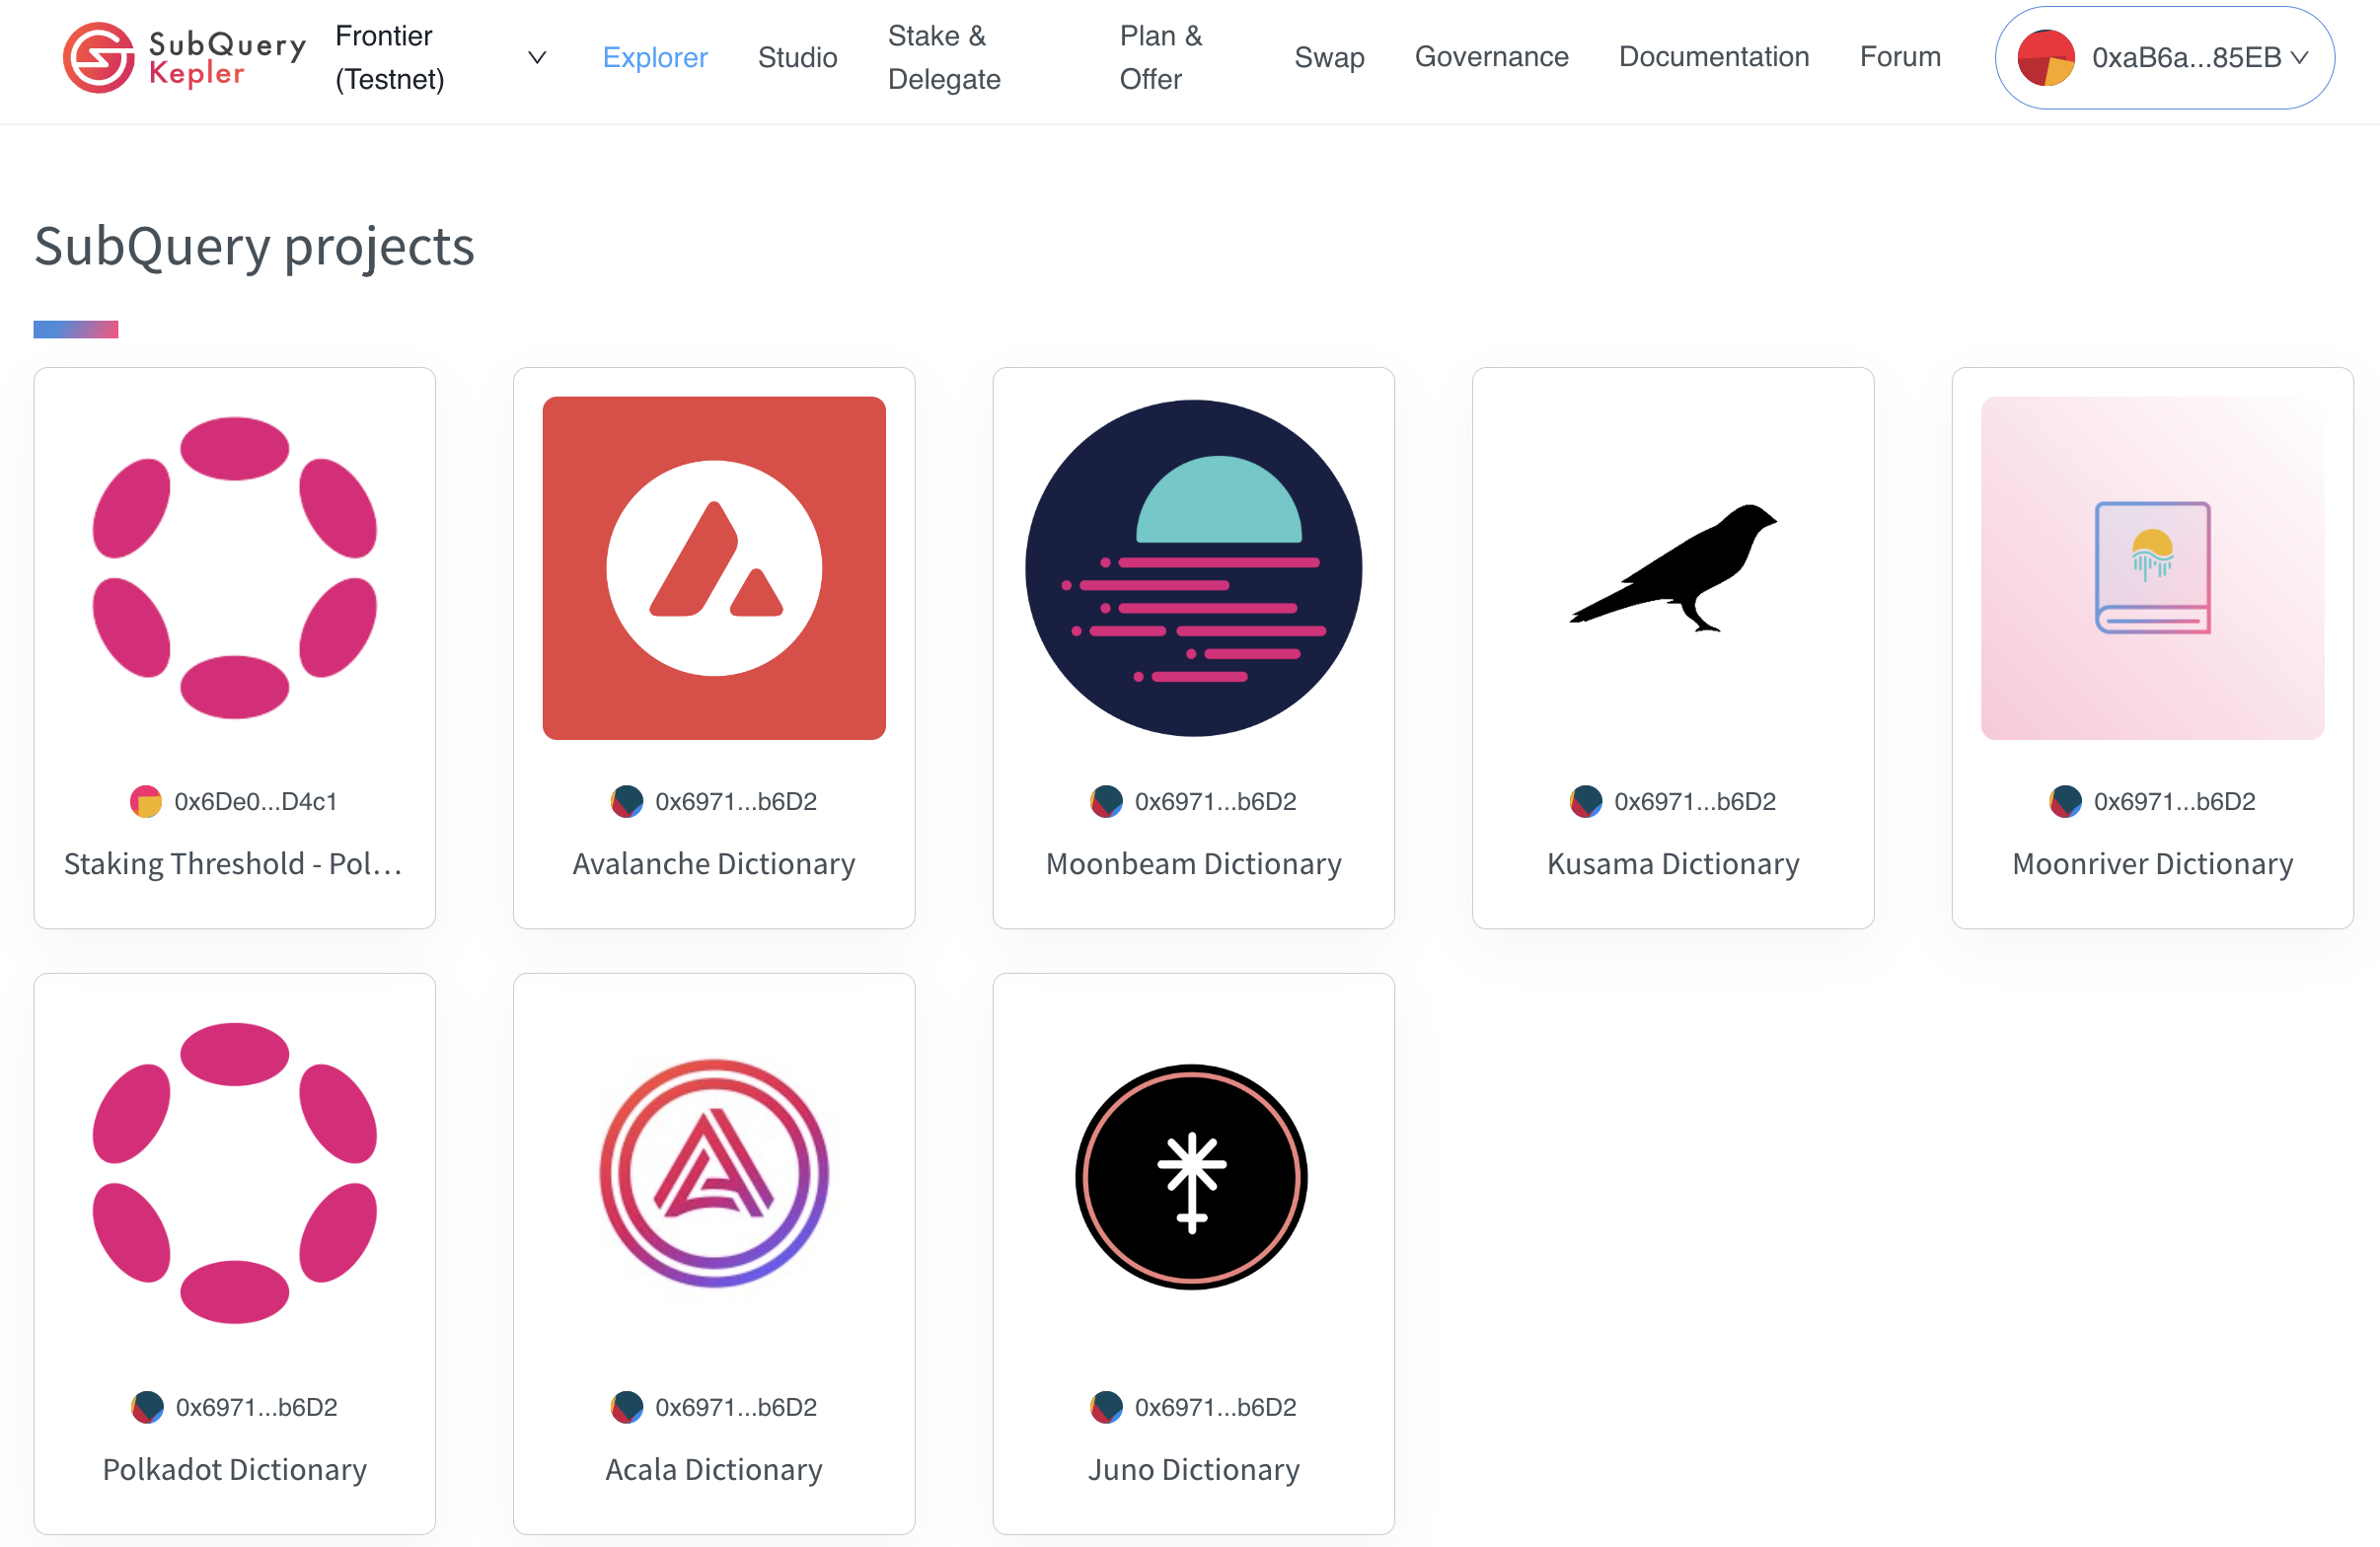 SubQuery
Kepler
Frontier
(Testnet)
Explorer
Studio
Stake &
Delegate
Plan &
Offer
Swap
Governance
Documentation
Forum
0xaB6a...85EB
SubQuery projects
0x6De0...D4c1
Staking Threshold - Pol...
0x6971...b6D2
Avalanche Dictionary
0x6971...b6D2
Moonbeam Dictionary
0x6971...b6D2
Kusama Dictionary
0x6971...b6D2
Moonriver Dictionary
0x6971...b6D2
Polkadot Dictionary
0x6971...b6D2
Acala Dictionary
0x6971...b6D2
Juno Dictionary